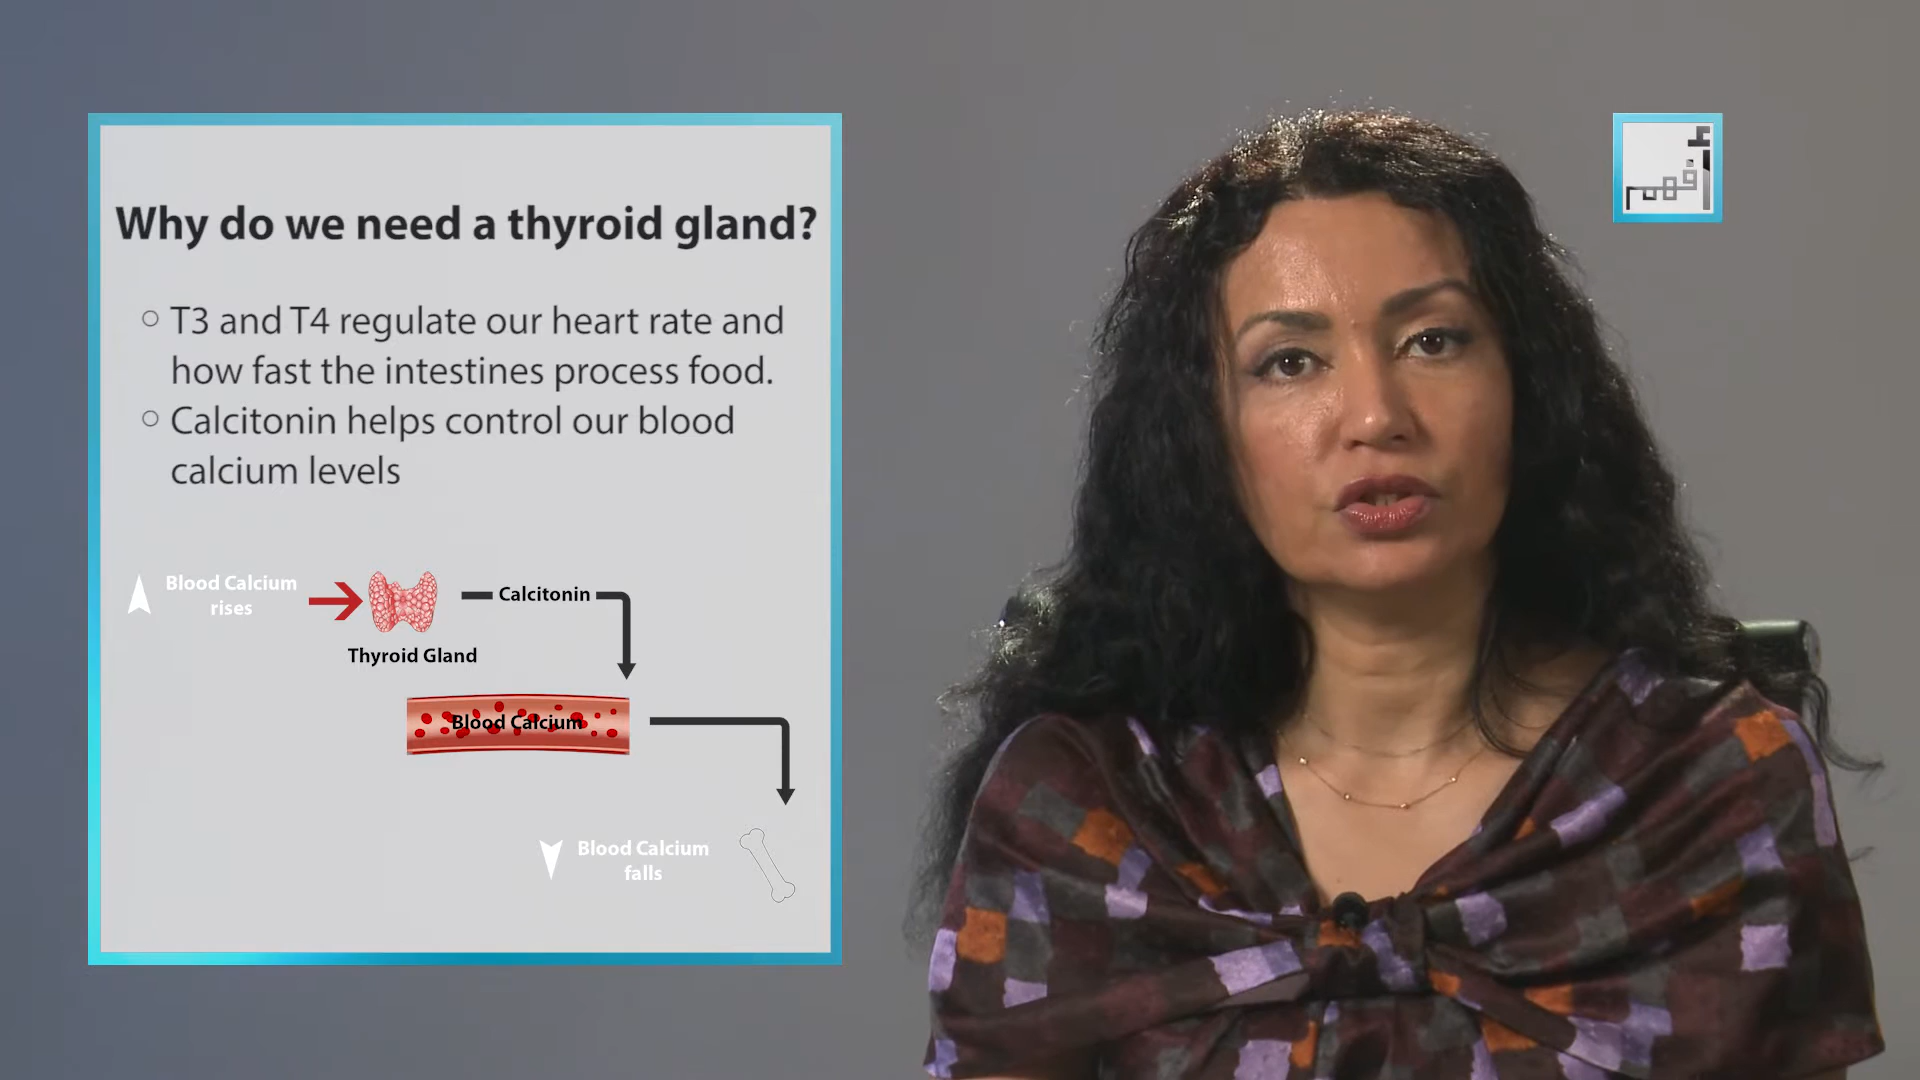 Why do we need a thyroid gland?
○ T3 and T4 regulate our heart rate and
how fast the intestines process food.
○ Calcitonin helps control our blood
calcium levels
Blood Calcium
rises
Calcitonin
Thyroid Gland
Blood Calcium
Blood Calcium
falls
أفهم